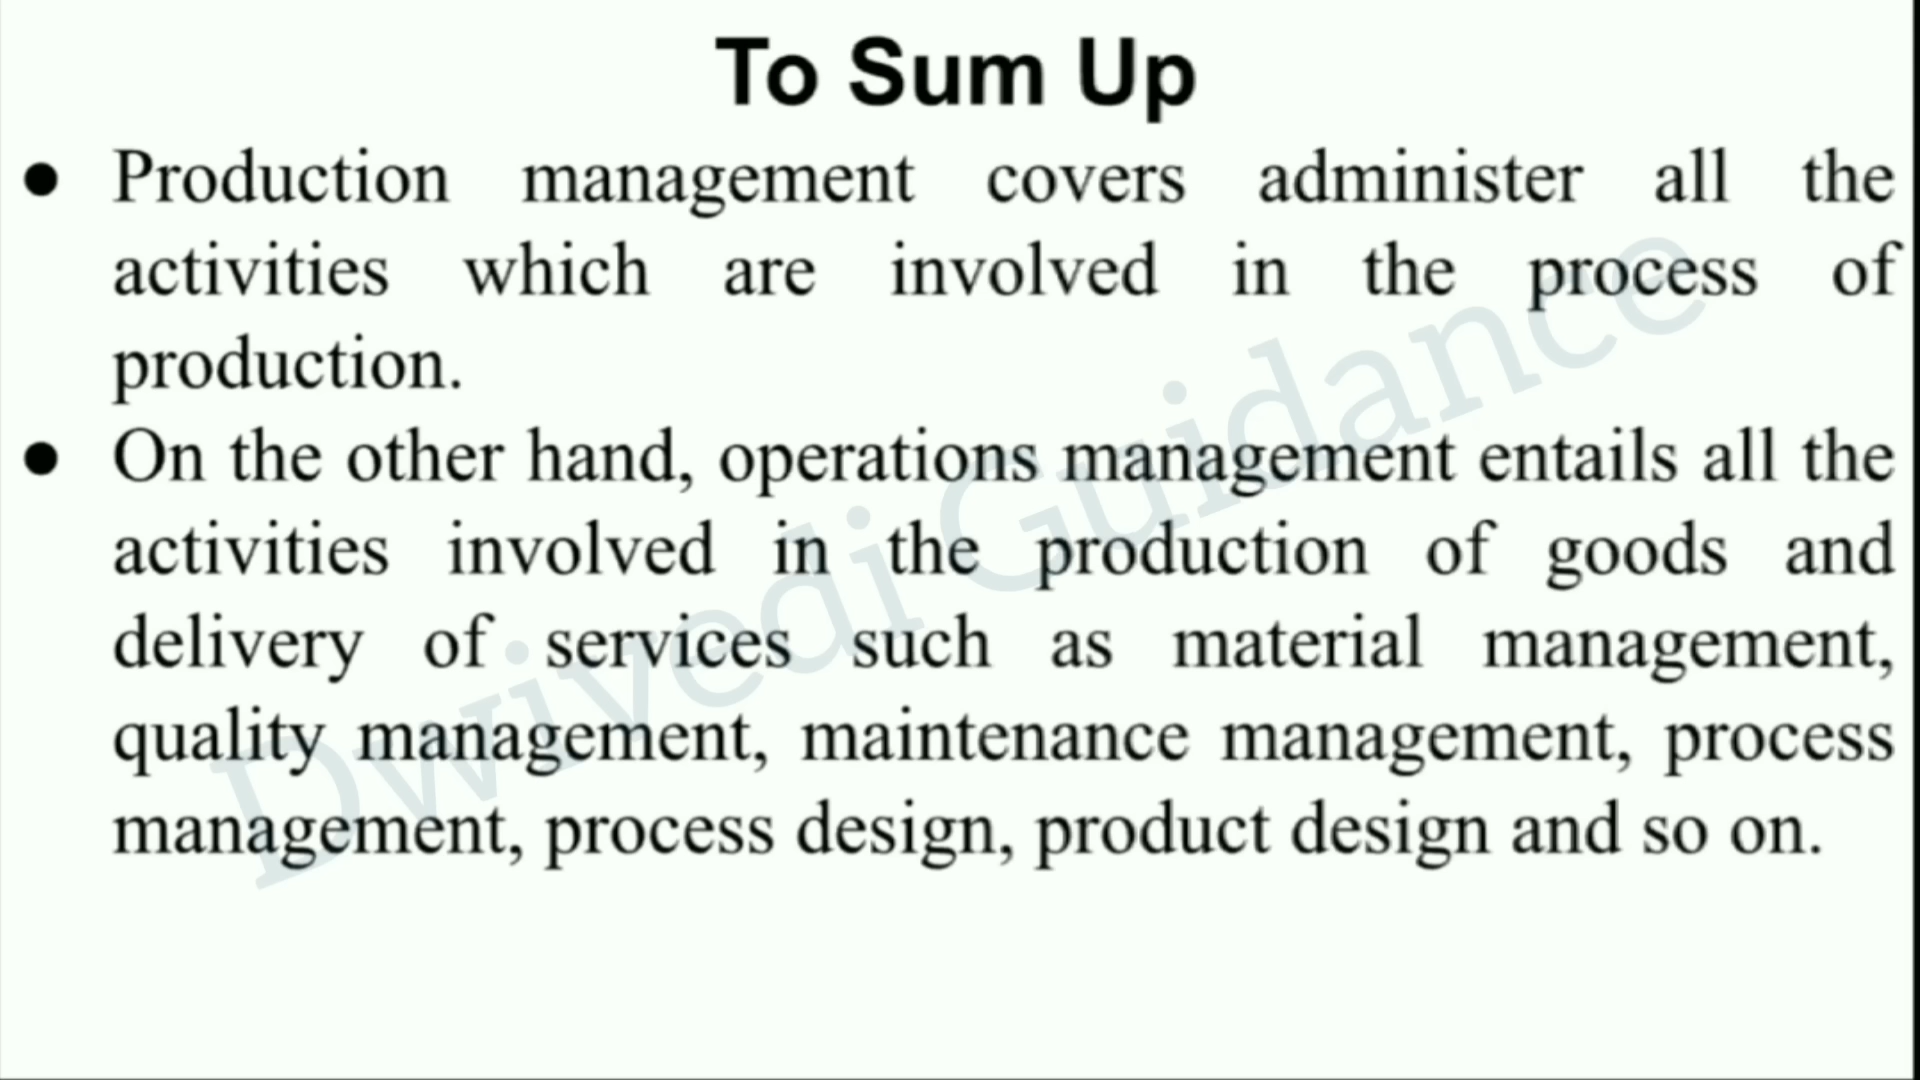 To Sum Up
● Production management covers administer all the
activities which are involved in the process of
production.
● On the other hand, operations management entails all the
activities involved in the production of goods and
delivery of services such as material management,
quality management, maintenance management, process
management, process design, product design and so on.
Dwivedi Guidance